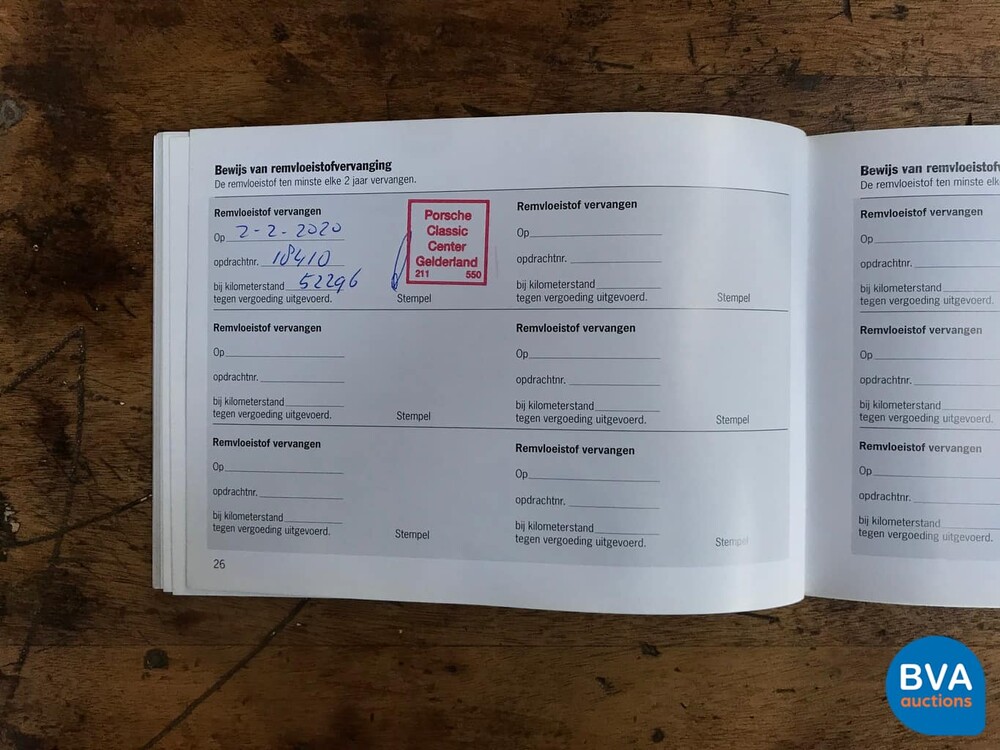 Bewijs van remvloeistofvervanging
De remvloeistof ten minste elke 2 jaar vervangen.
Remvloeistof vervangen
Op 2-2-2020
opdrachtnr. 18410
bij kilometerstand 52296
tegen vergoeding uitgevoerd.
Stempel
Porsche
Classic
Center
Gelderland
211 550
Remvloeistof vervangen
Op
opdrachtnr.
bij kilometerstand
tegen vergoeding uitgevoerd.
Stempel
Remvloeistof vervangen
Op
opdrachtnr.
bij kilometerstand
tegen vergoeding uitgevoerd.
Stempel
Remvloeistof vervangen
Op
opdrachtnr.
bij kilometerstand
tegen vergoeding uitgevoerd.
Stempel
Remvloeistof vervangen
Op
opdrachtnr.
bij kilometerstand
tegen vergoeding uitgevoerd.
Stempel
Remvloeistof vervangen
Op
opdrachtnr.
bij kilometerstand
tegen vergoeding uitgevoerd.
Stempel
26
Bewijs van remvloeistof
De remvloeistof ten minste elk
Remvloeistof vervangen
Op
opdrachtnr.
bij kilometerstand
tegen vergoeding uitgevoerd.
Remvloeistof vervangen
Op
opdrachtnr.
bij kilometerstand
tegen vergoeding uitgevoerd.
Remvloeistof vervangen
Op
opdrachtnr.
bij kilometerstand
tegen vergoeding uitgevoerd.
BVA
auctions